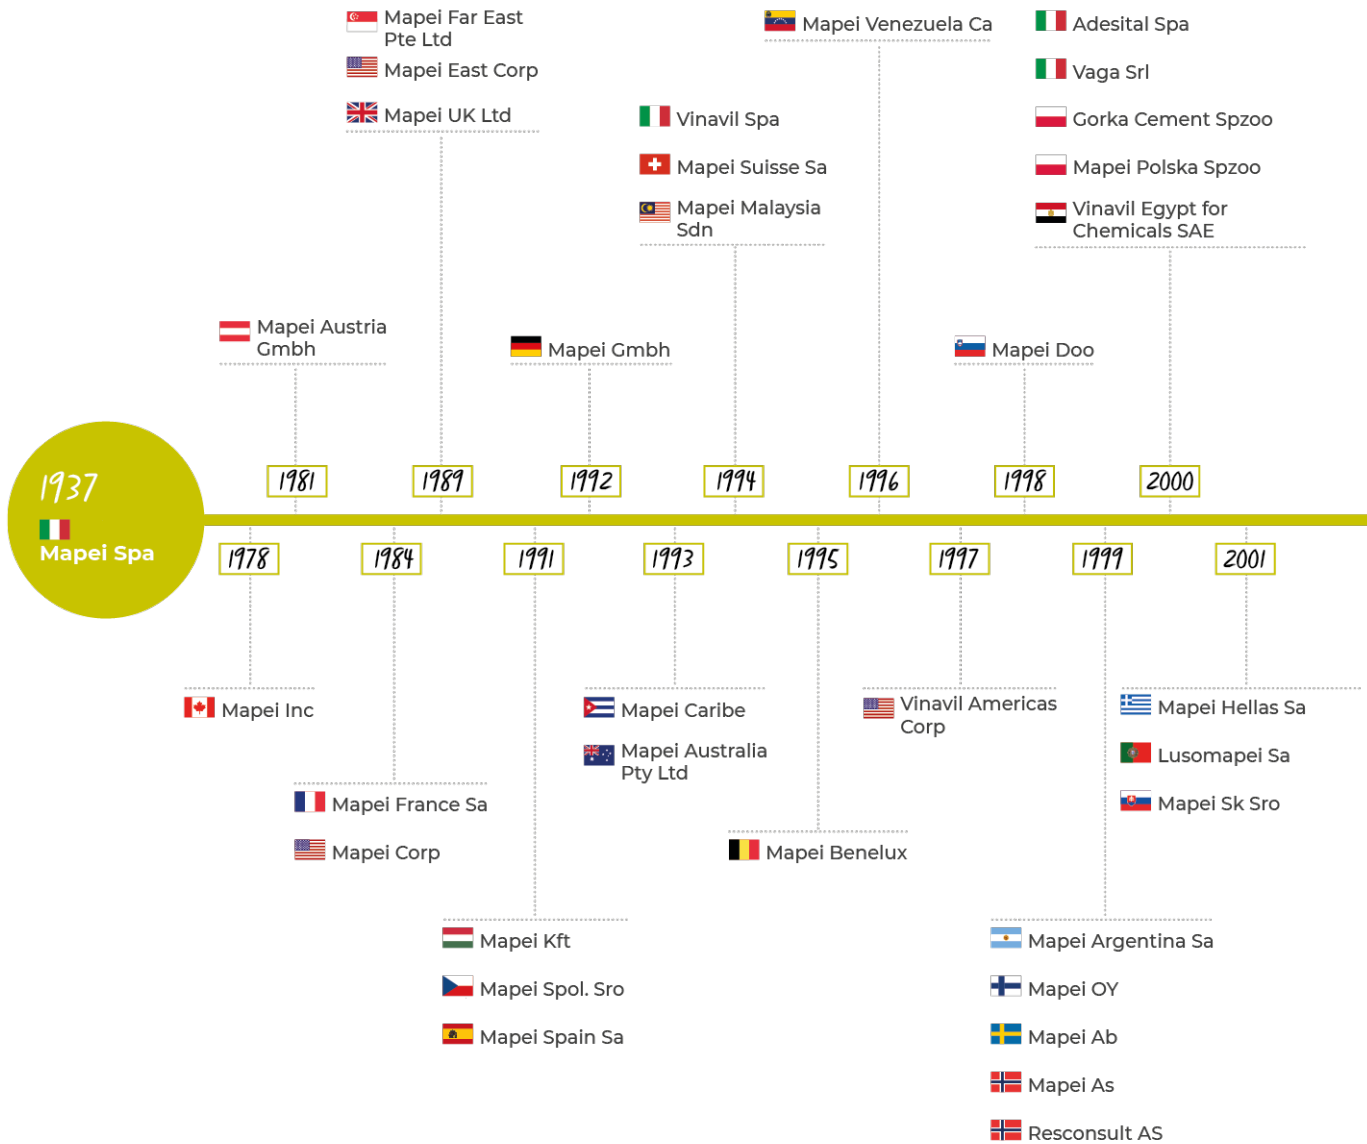 Mapei Far East
Pte Ltd
Mapei East Corp
Mapei UK Ltd
Mapei Venezuela Ca
Adesital Spa
Vaga Srl
Gorka Cement Spzoo
Mapei Polska Spzoo
Vinavil Egypt for
Chemicals SAE
Vinavil Spa
Mapei Suisse Sa
Mapei Malaysia
Sdn
Mapei Austria
Gmbh
Mapei Gmbh
Mapei Doo
1937
Mapei Spa
1981
1989
1992
1994
1996
1998
2000
1978
1984
1991
1993
1995
1997
1999
2001
Mapei Inc
Mapei France Sa
Mapei Corp
Mapei Kft
Mapei Spol. Sro
Mapei Spain Sa
Mapei Caribe
Mapei Australia
Pty Ltd
Mapei Benelux
Vinavil Americas
Corp
Mapei Argentina Sa
Mapei OY
Mapei Ab
Mapei As
Resconsult AS
Mapei Hellas Sa
Lusomapei Sa
Mapei Sk Sro